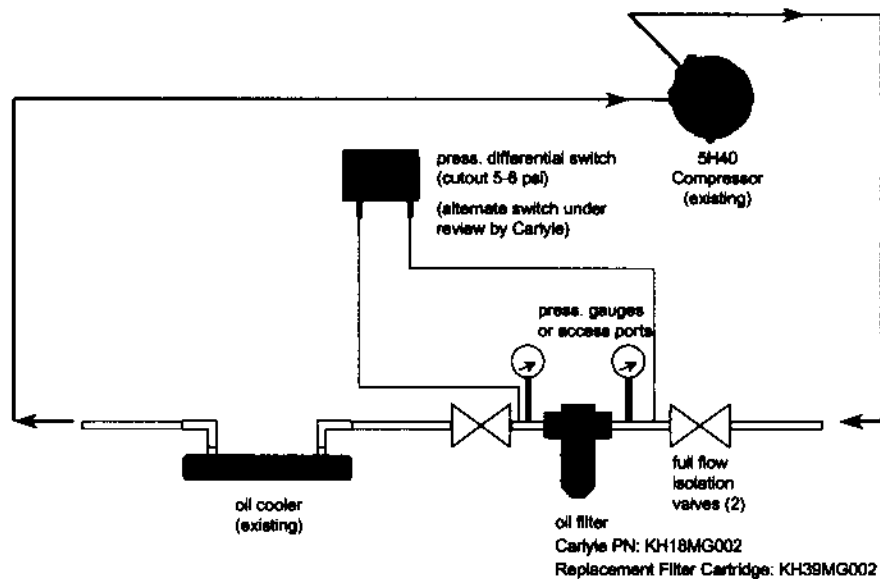 5H40
Compressor
(existing)
press. differential switch
(cutout 5-8 psi)
(alternate switch under
review by Carlyle)
press. gauges
or access ports
full flow
isolation
valves (2)
oil cooler
(existing)
oil filter
Carlyle PN: KH18MG002
Replacement Filter Cartridge: KH39MG002